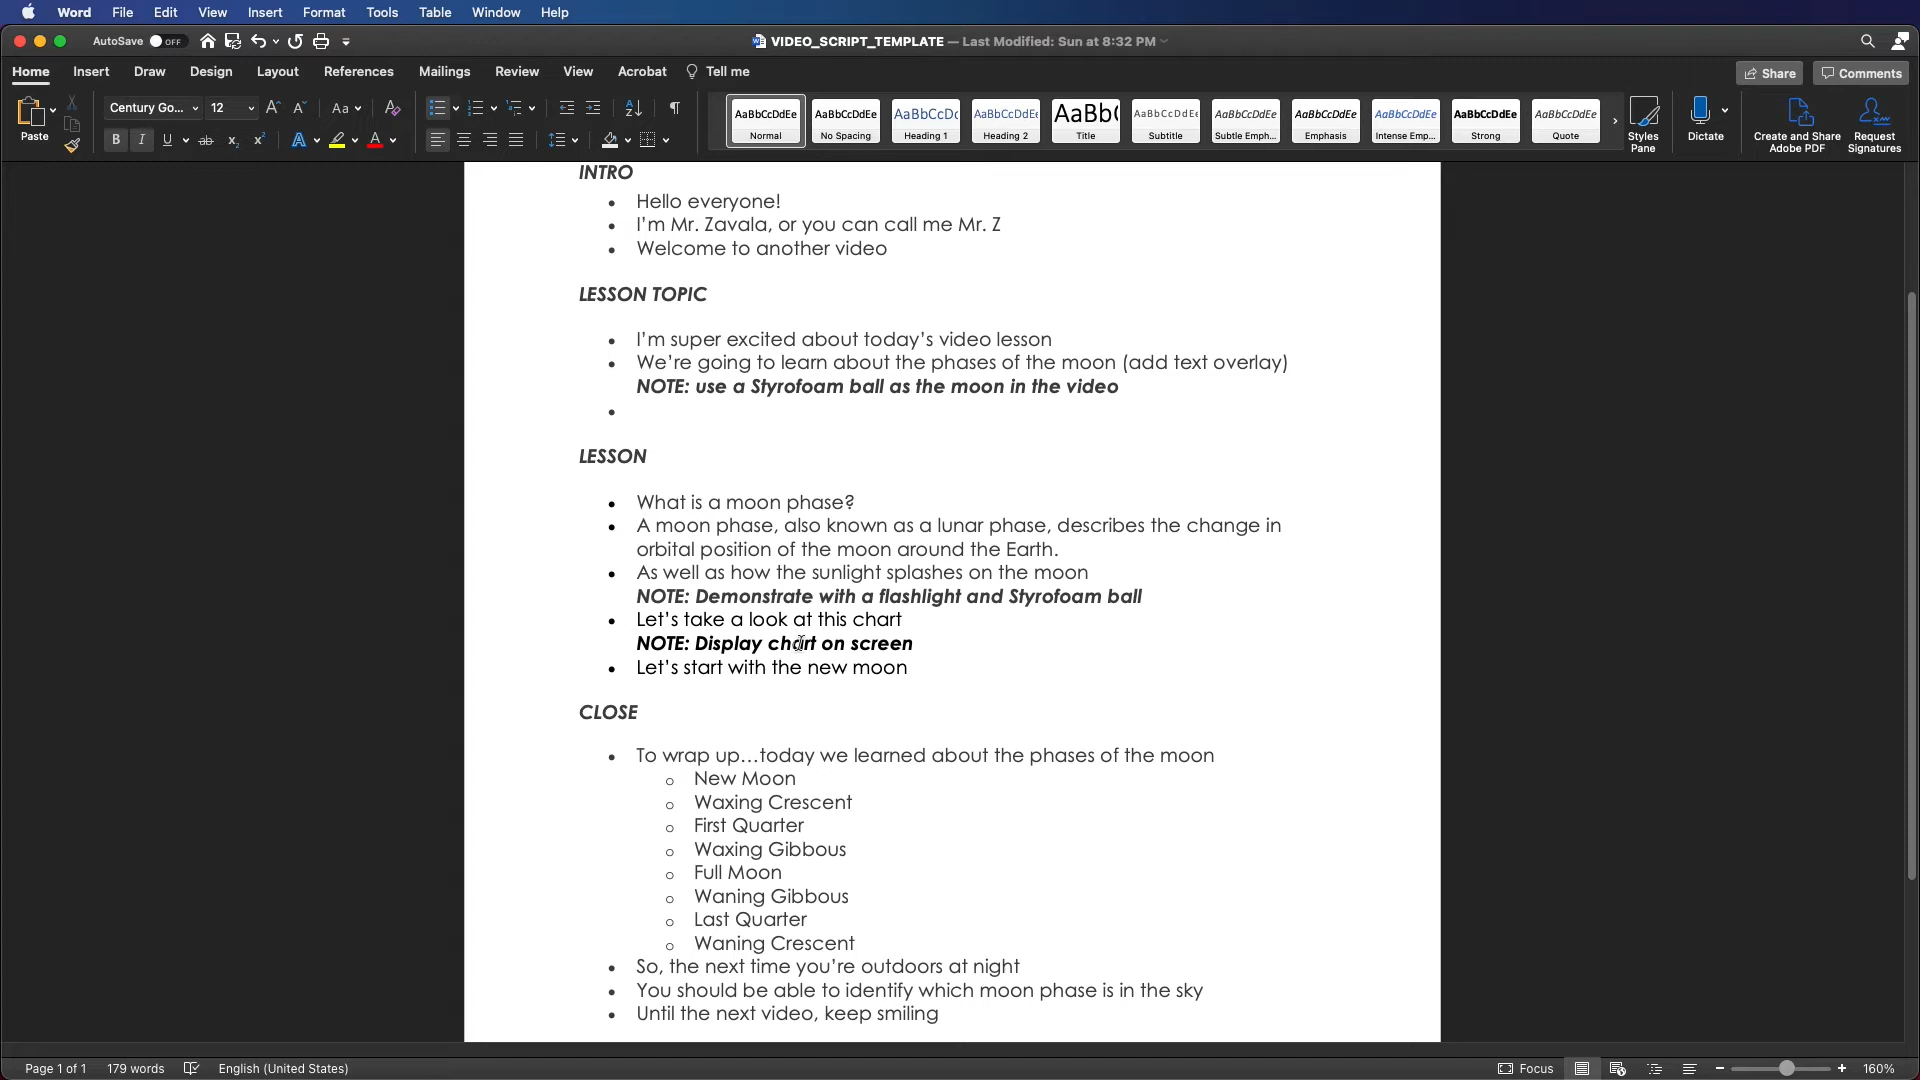 Word File Edit View Insert Format Tools Table Window Help
AutoSave OFF VIDEO_SCRIPT_TEMPLATE — Last Modified: Sun at 8:32 PM
Home Insert Draw Design Layout References Mailings Review View Acrobat Tell me Share Comments
Century Go... 12
Paste
AaBbCcDdEe Normal
AaBbCcDdEe No Spacing
AaBbCcDc Heading 1
AaBbCcDdEe Heading 2
AaBb( Title
AaBbCcDdEe Subtitle
AaBbCcDdEe Subtle Emph...
AaBbCcDdEe Emphasis
AaBbCcDdEe Intense Emp...
AaBbCcDdEe Strong
AaBbCcDdEe Quote
Styles Pane
Dictate
Create and Share Adobe PDF
Request Signatures
INTRO
• Hello everyone!
• I’m Mr. Zavala, or you can call me Mr. Z
• Welcome to another video
LESSON TOPIC
• I’m super excited about today’s video lesson
• We’re going to learn about the phases of the moon (add text overlay)
NOTE: use a Styrofoam ball as the moon in the video
•
LESSON
• What is a moon phase?
• A moon phase, also known as a lunar phase, describes the change in
orbital position of the moon around the Earth.
• As well as how the sunlight splashes on the moon
NOTE: Demonstrate with a flashlight and Styrofoam ball
• Let’s take a look at this chart
NOTE: Display chart on screen
• Let’s start with the new moon
CLOSE
• To wrap up…today we learned about the phases of the moon
o New Moon
o Waxing Crescent
o First Quarter
o Waxing Gibbous
o Full Moon
o Waning Gibbous
o Last Quarter
o Waning Crescent
• So, the next time you’re outdoors at night
• You should be able to identify which moon phase is in the sky
• Until the next video, keep smiling
Page 1 of 1 179 words English (United States) Focus 160%